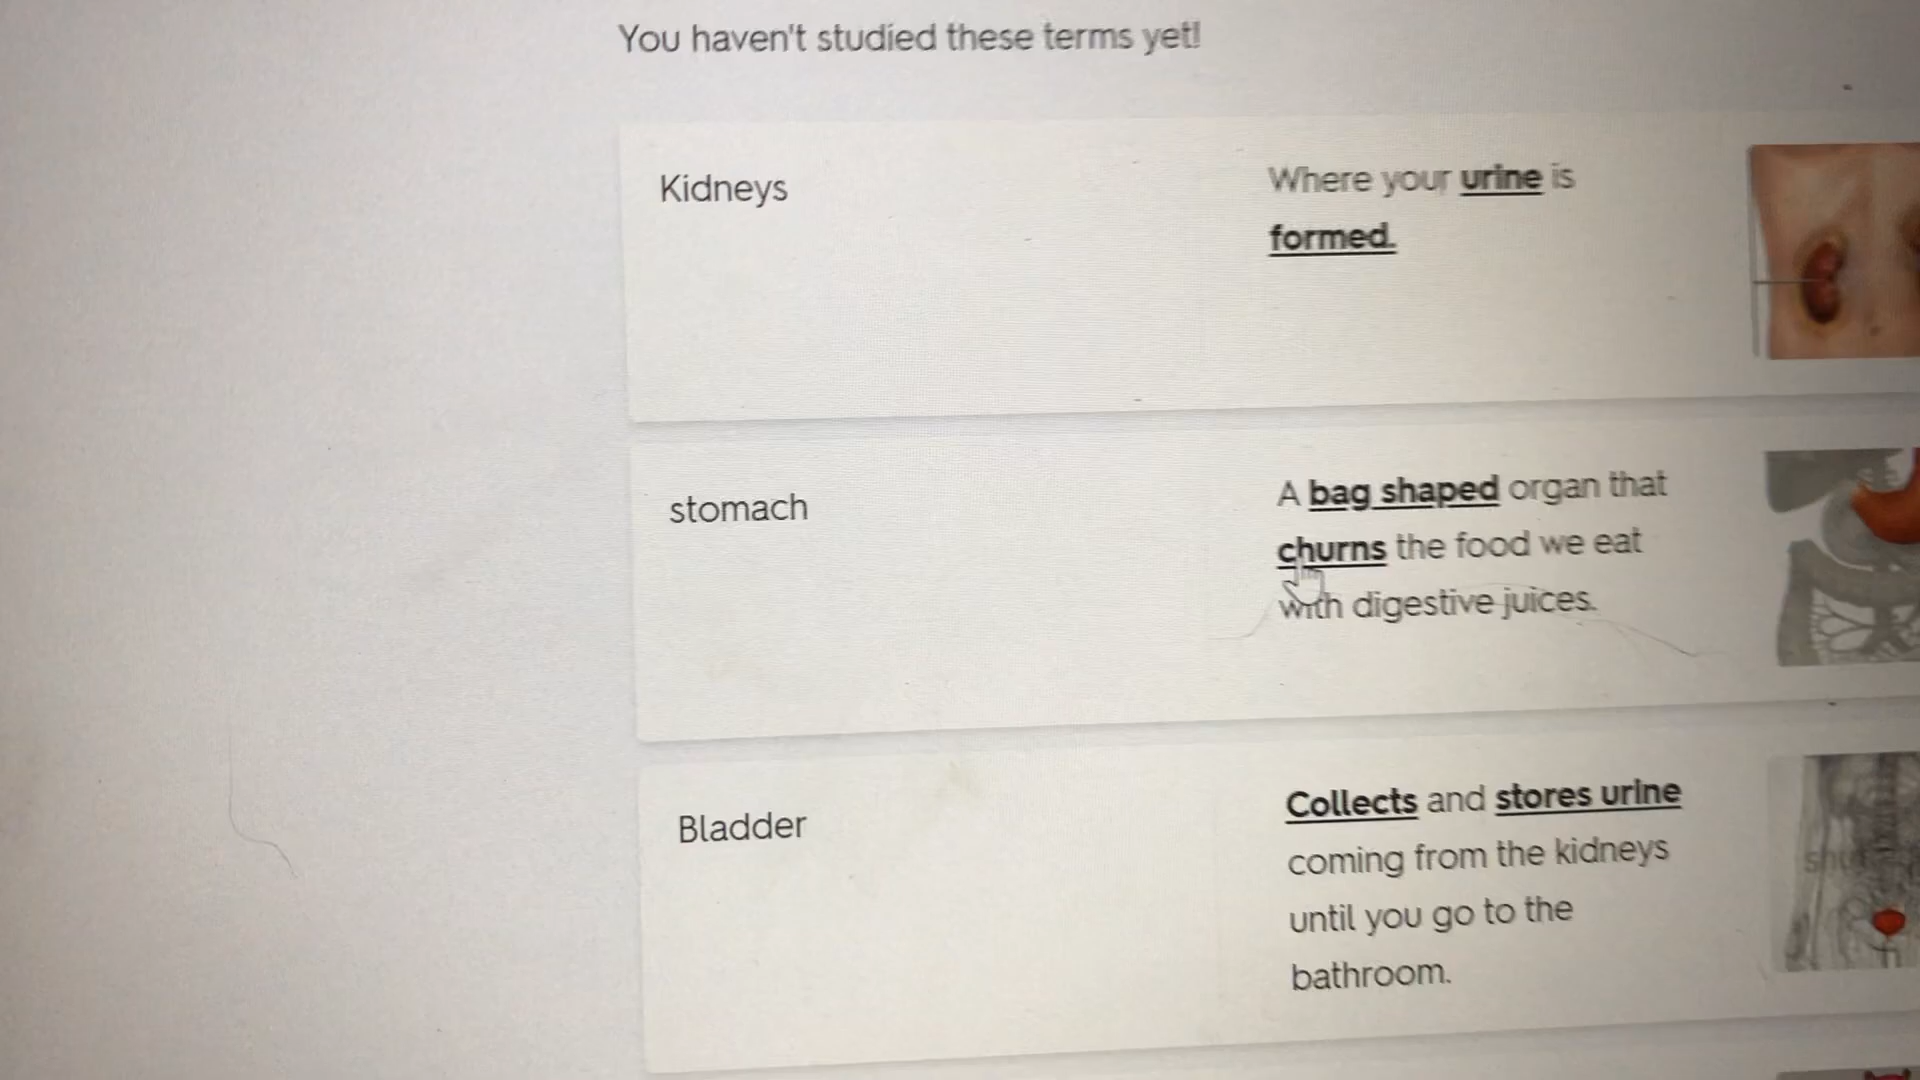 You haven't studied these terms yet!
Kidneys
Where your urine is
formed.
stomach
A bag shaped organ that
churns the food we eat
with digestive juices.
Bladder
Collects and stores urine
coming from the kidneys
until you go to the
bathroom.